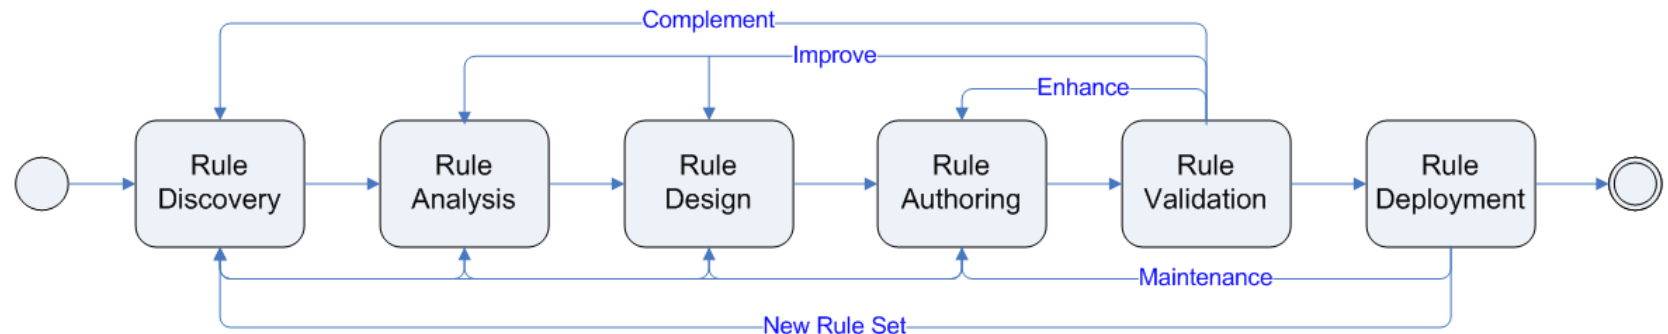 Complement
Improve
Enhance
Rule
Discovery
Rule
Analysis
Rule
Design
Rule
Authoring
Rule
Validation
Rule
Deployment
Maintenance
New Rule Set